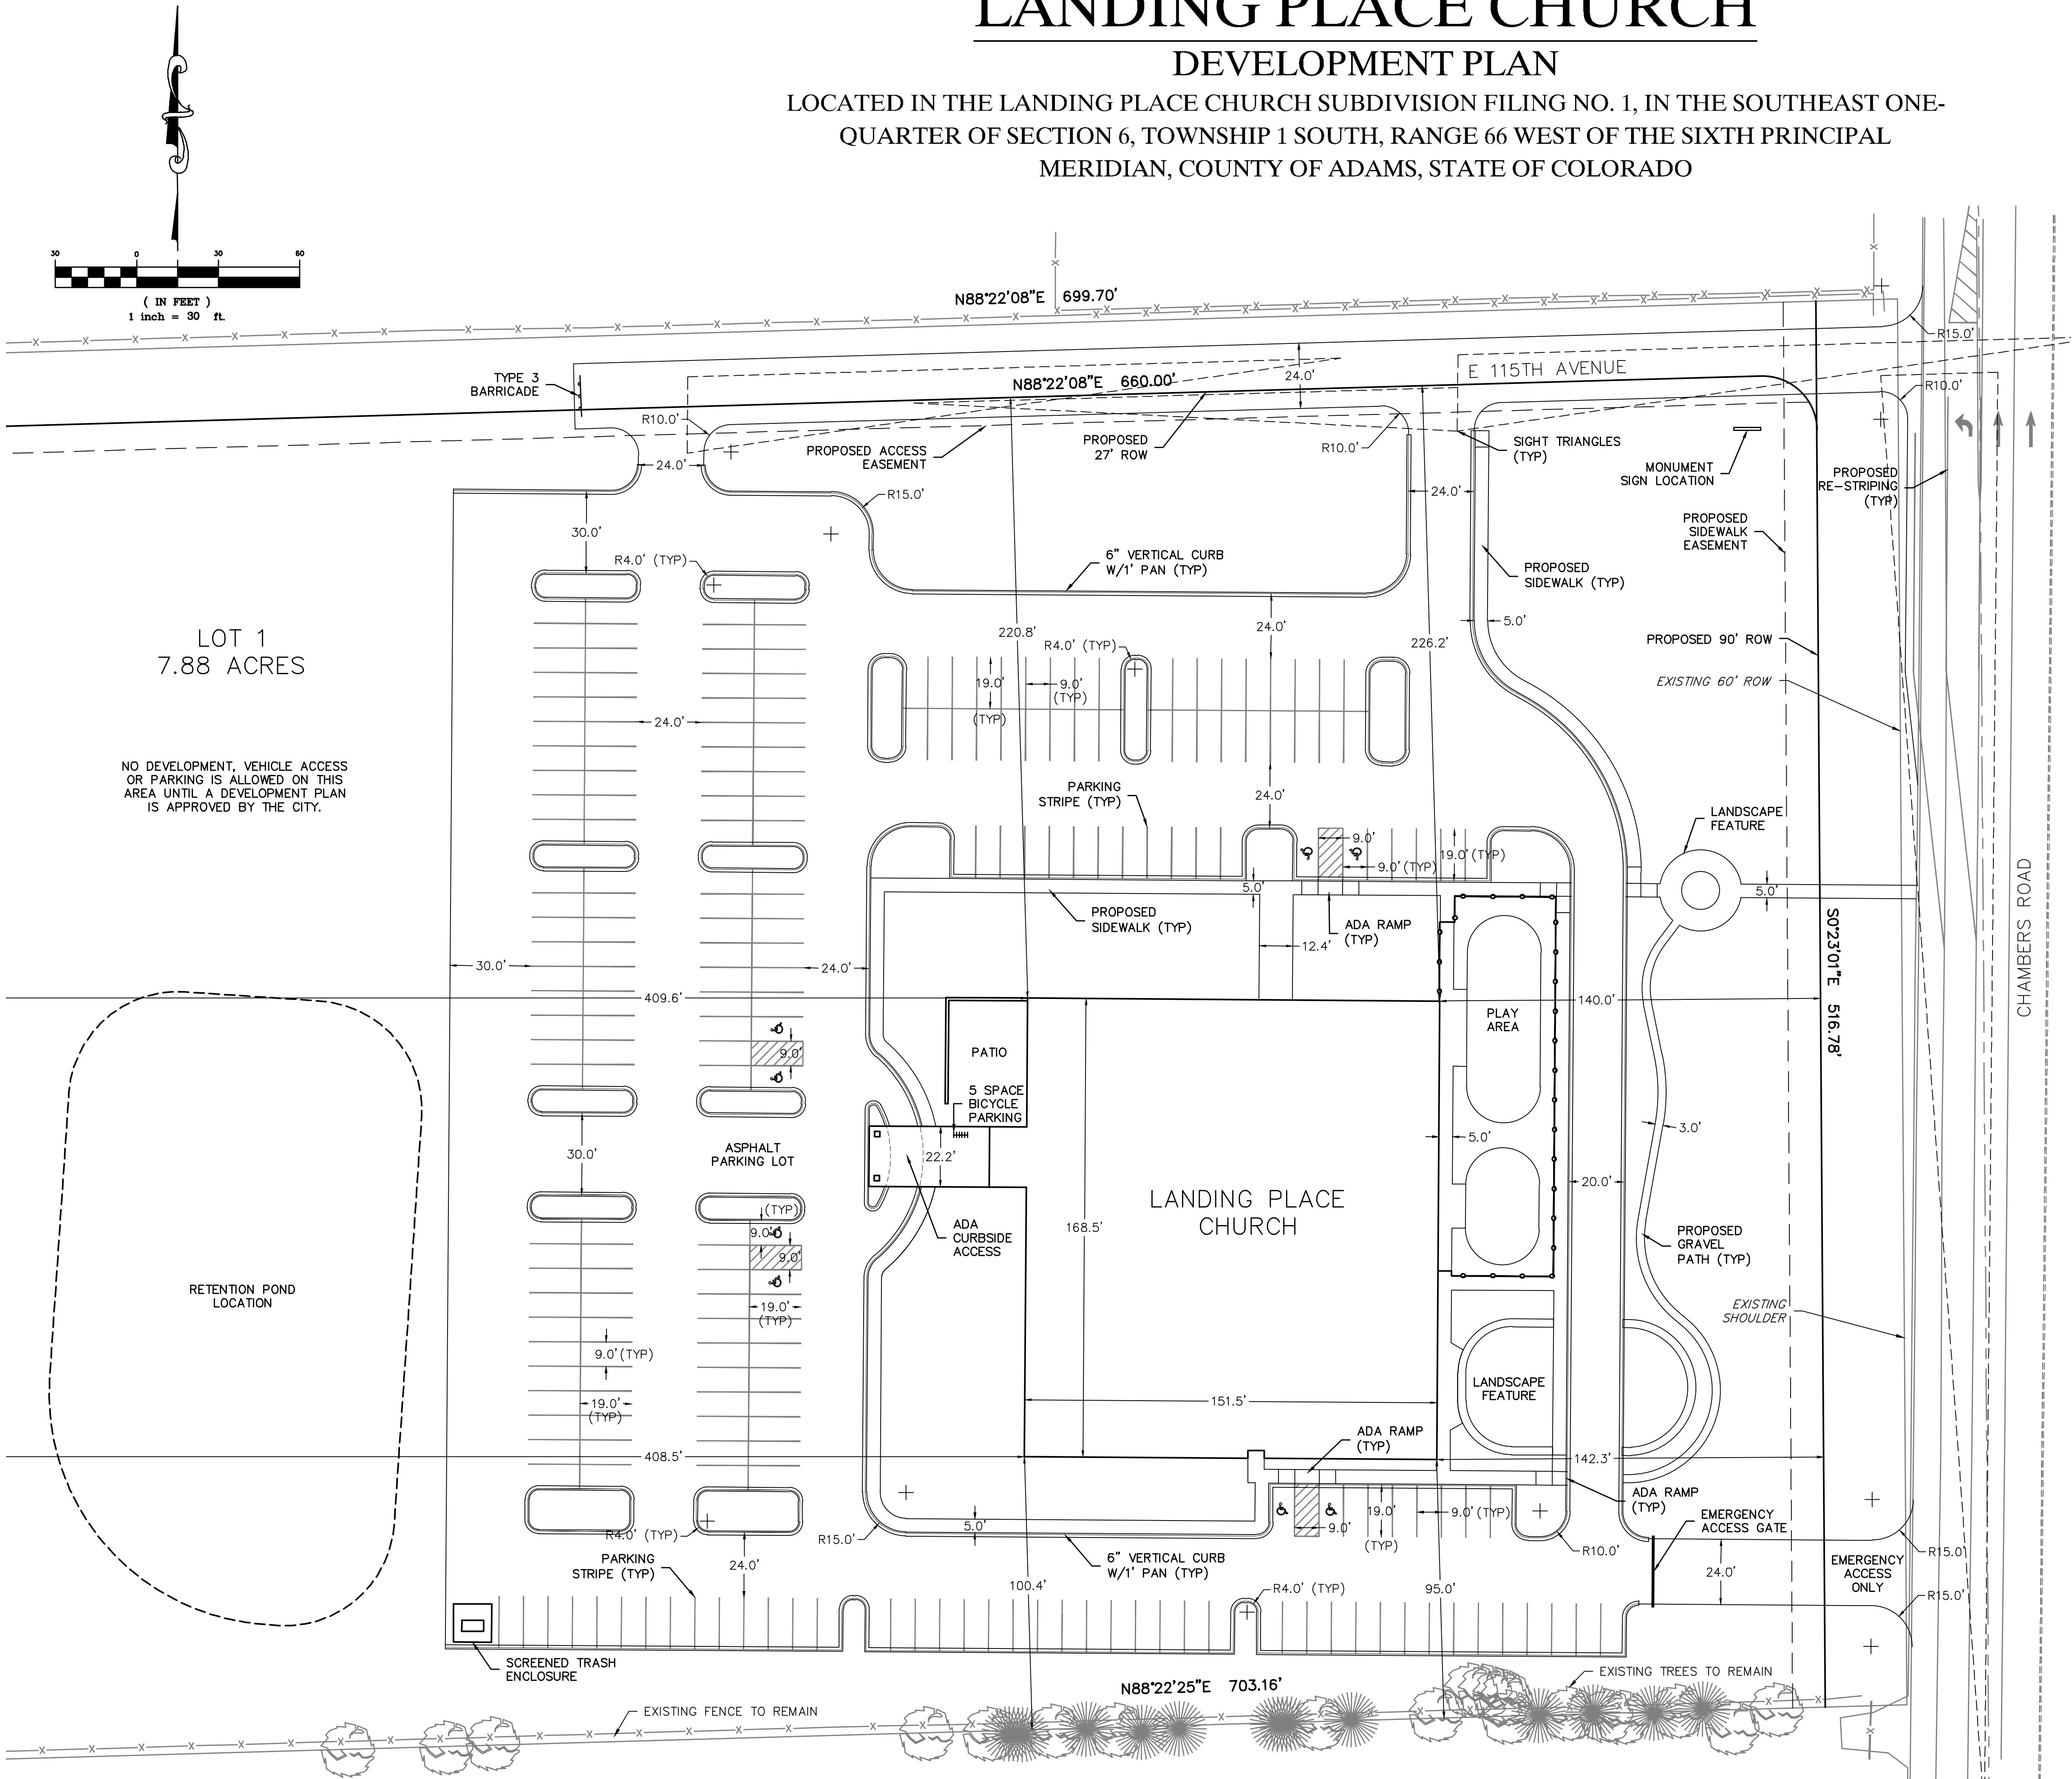 LANDING PLACE CHURCH
DEVELOPMENT PLAN
LOCATED IN THE LANDING PLACE CHURCH SUBDIVISION FILING NO. 1, IN THE SOUTHEAST ONE-
QUARTER OF SECTION 6, TOWNSHIP 1 SOUTH, RANGE 66 WEST OF THE SIXTH PRINCIPAL
MERIDIAN, COUNTY OF ADAMS, STATE OF COLORADO
30 0 30 60
( IN FEET )
1 inch = 30 ft.
N88°22'08"E 699.70'
R15.0'
TYPE 3
BARRICADE
N88°22'08"E 660.00'
24.0'
E 115TH AVENUE
R10.0'
R10.0'
PROPOSED ACCESS
EASEMENT
PROPOSED
27' ROW
R10.0'
SIGHT TRIANGLES
(TYP)
MONUMENT
SIGN LOCATION
PROPOSED
RE-STRIPING
(TYP)
24.0'
R15.0'
24.0'
30.0'
PROPOSED
SIDEWALK
EASEMENT
R4.0' (TYP)
6" VERTICAL CURB
W/1' PAN (TYP)
PROPOSED
SIDEWALK (TYP)
LOT 1
7.88 ACRES
220.8'
24.0'
5.0'
226.2'
PROPOSED 90' ROW
R4.0' (TYP)
EXISTING 60' ROW
19.0'
(TYP)
9.0'
(TYP)
24.0'
NO DEVELOPMENT, VEHICLE ACCESS
OR PARKING IS ALLOWED ON THIS
AREA UNTIL A DEVELOPMENT PLAN
IS APPROVED BY THE CITY.
PARKING
STRIPE (TYP)
24.0'
LANDSCAPE
FEATURE
9.0'
19.0' (TYP)
9.0' (TYP)
5.0'
5.0'
PROPOSED
SIDEWALK (TYP)
ADA RAMP
(TYP)
12.4'
S0°23'01"E 516.78'
CHAMBERS ROAD
30.0'
24.0'
409.6'
140.0'
PLAY
AREA
9.0'
PATIO
5 SPACE
BICYCLE
PARKING
3.0'
5.0'
30.0'
ASPHALT
PARKING LOT
22.2'
20.0'
LANDING PLACE
CHURCH
(TYP)
9.0'
9.0'
168.5'
ADA
CURBSIDE
ACCESS
PROPOSED
GRAVEL
PATH (TYP)
RETENTION POND
LOCATION
19.0'
(TYP)
EXISTING
SHOULDER
9.0' (TYP)
LANDSCAPE
FEATURE
19.0'
(TYP)
151.5'
ADA RAMP
(TYP)
408.5'
142.3'
ADA RAMP
(TYP)
5.0'
9.0'
19.0'
(TYP)
9.0' (TYP)
EMERGENCY
ACCESS GATE
R4.0' (TYP)
R15.0'
R10.0'
R15.0'
PARKING
STRIPE (TYP)
24.0'
6" VERTICAL CURB
W/1' PAN (TYP)
24.0'
EMERGENCY
ACCESS
ONLY
100.4'
R4.0' (TYP)
95.0'
R15.0'
SCREENED TRASH
ENCLOSURE
N88°22'25"E 703.16'
EXISTING TREES TO REMAIN
EXISTING FENCE TO REMAIN